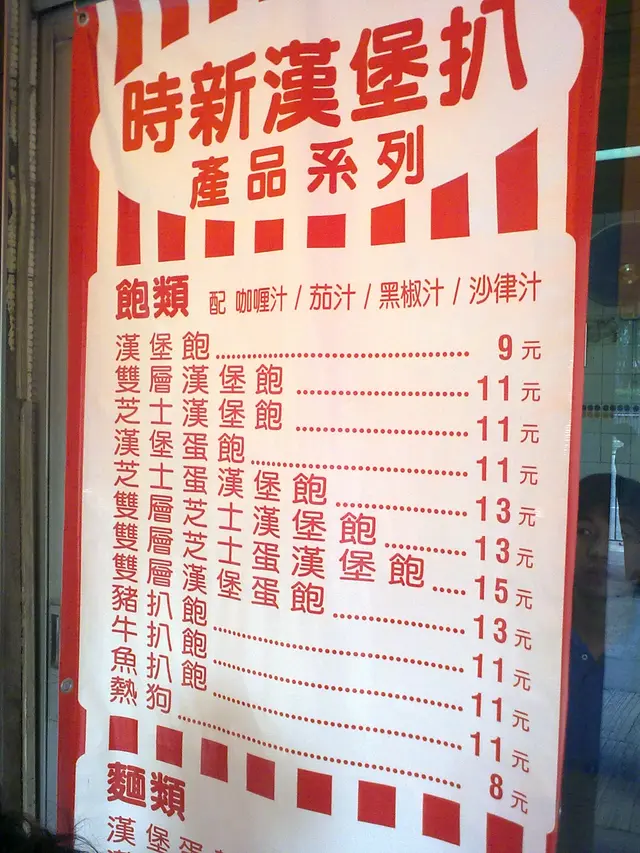 時新漢堡扒
產品系列
飽類 配 咖喱汁 / 茄汁 / 黑椒汁 / 沙律汁
漢堡飽 9元
雙層漢堡飽 11元
芝士漢堡飽 11元
漢堡蛋飽 11元
芝士蛋漢堡飽 13元
雙層芝士漢堡飽 13元
雙層芝士蛋漢堡飽 15元
雙層漢堡蛋飽 13元
豬扒飽 11元
牛扒飽 11元
魚扒飽 11元
熱狗 8元
麵類
漢堡蛋